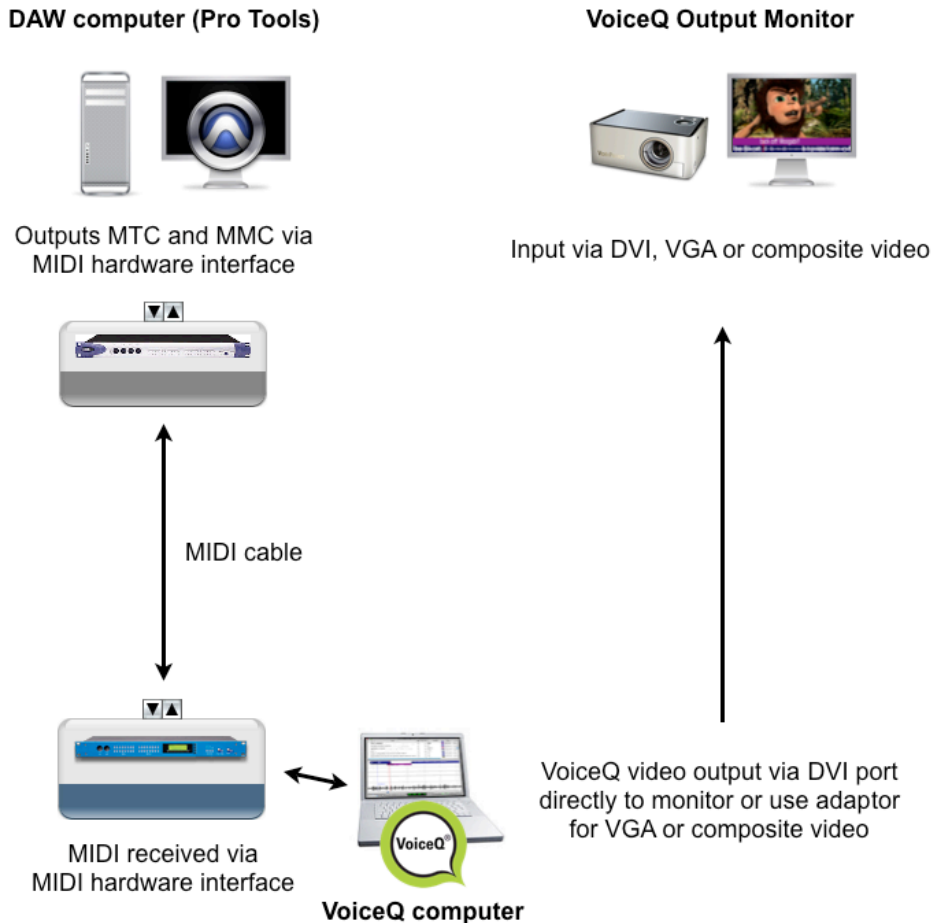 DAW computer (Pro Tools)
VoiceQ Output Monitor
Outputs MTC and MMC via
MIDI hardware interface
Input via DVI, VGA or composite video
MIDI cable
VoiceQ video output via DVI port
directly to monitor or use adaptor
for VGA or composite video
VoiceQ®
MIDI received via
MIDI hardware interface
VoiceQ computer